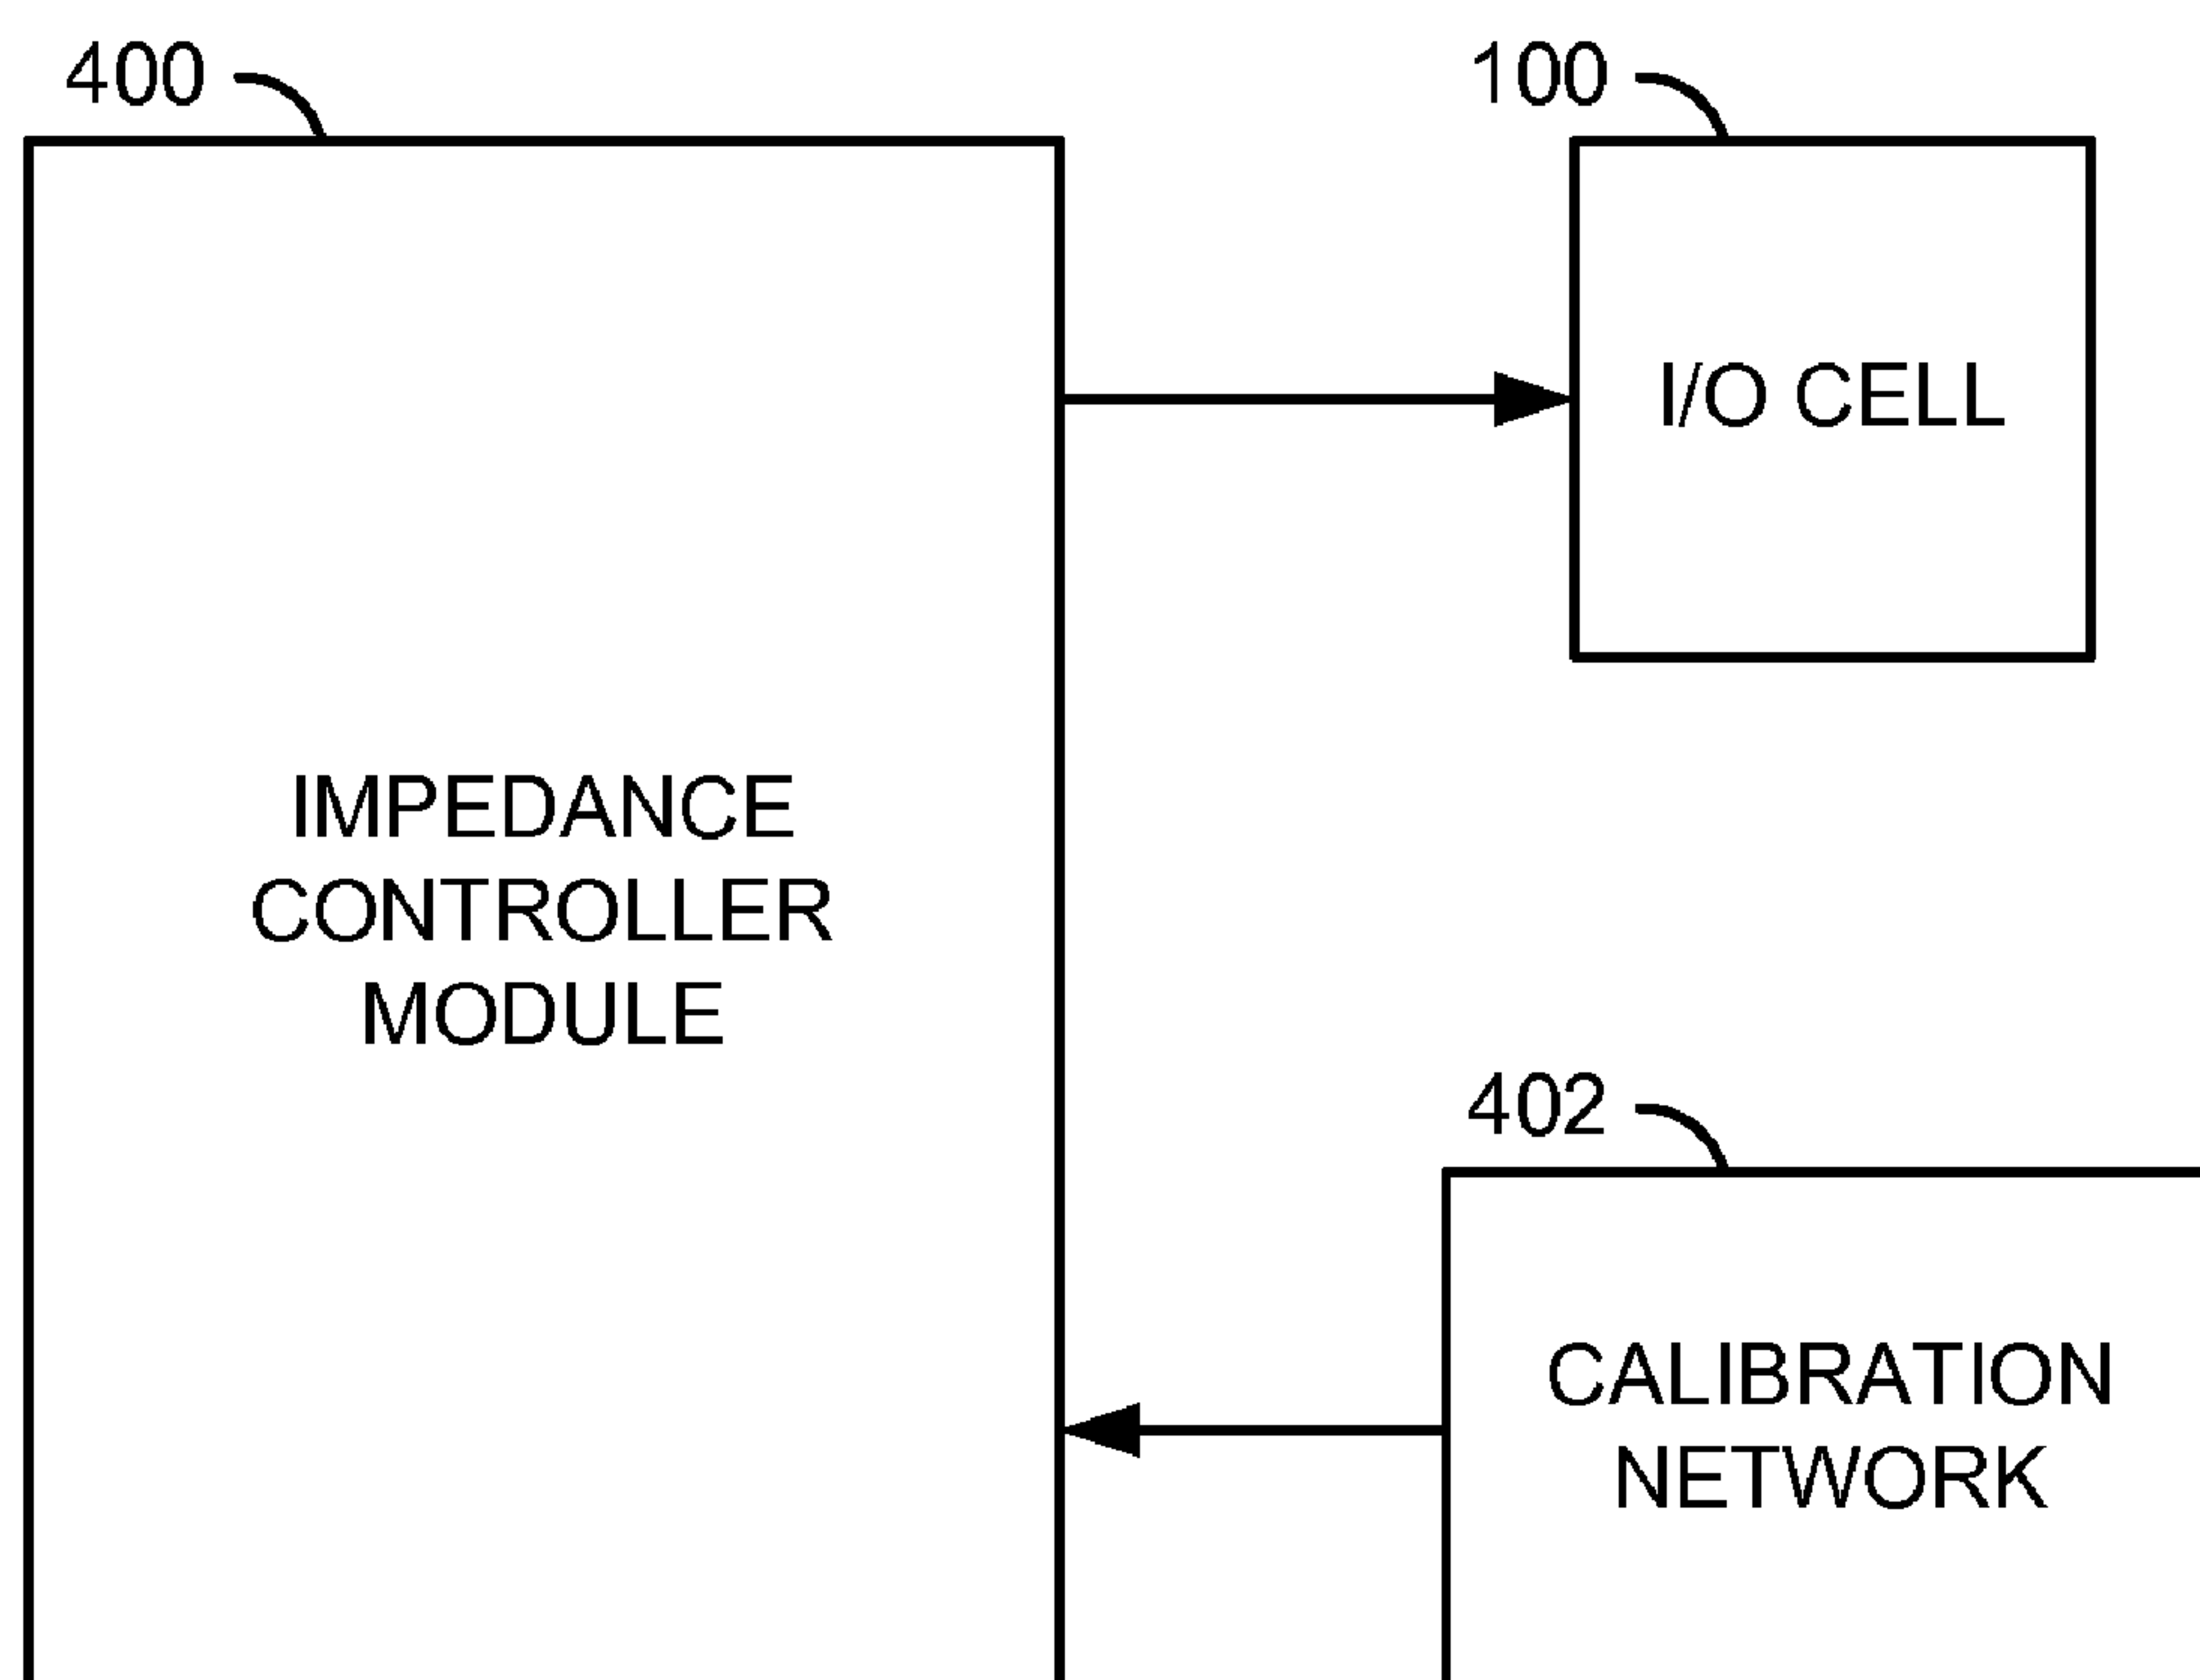 400
100
I/O CELL
IMPEDANCE
CONTROLLER
MODULE
402
CALIBRATION
NETWORK